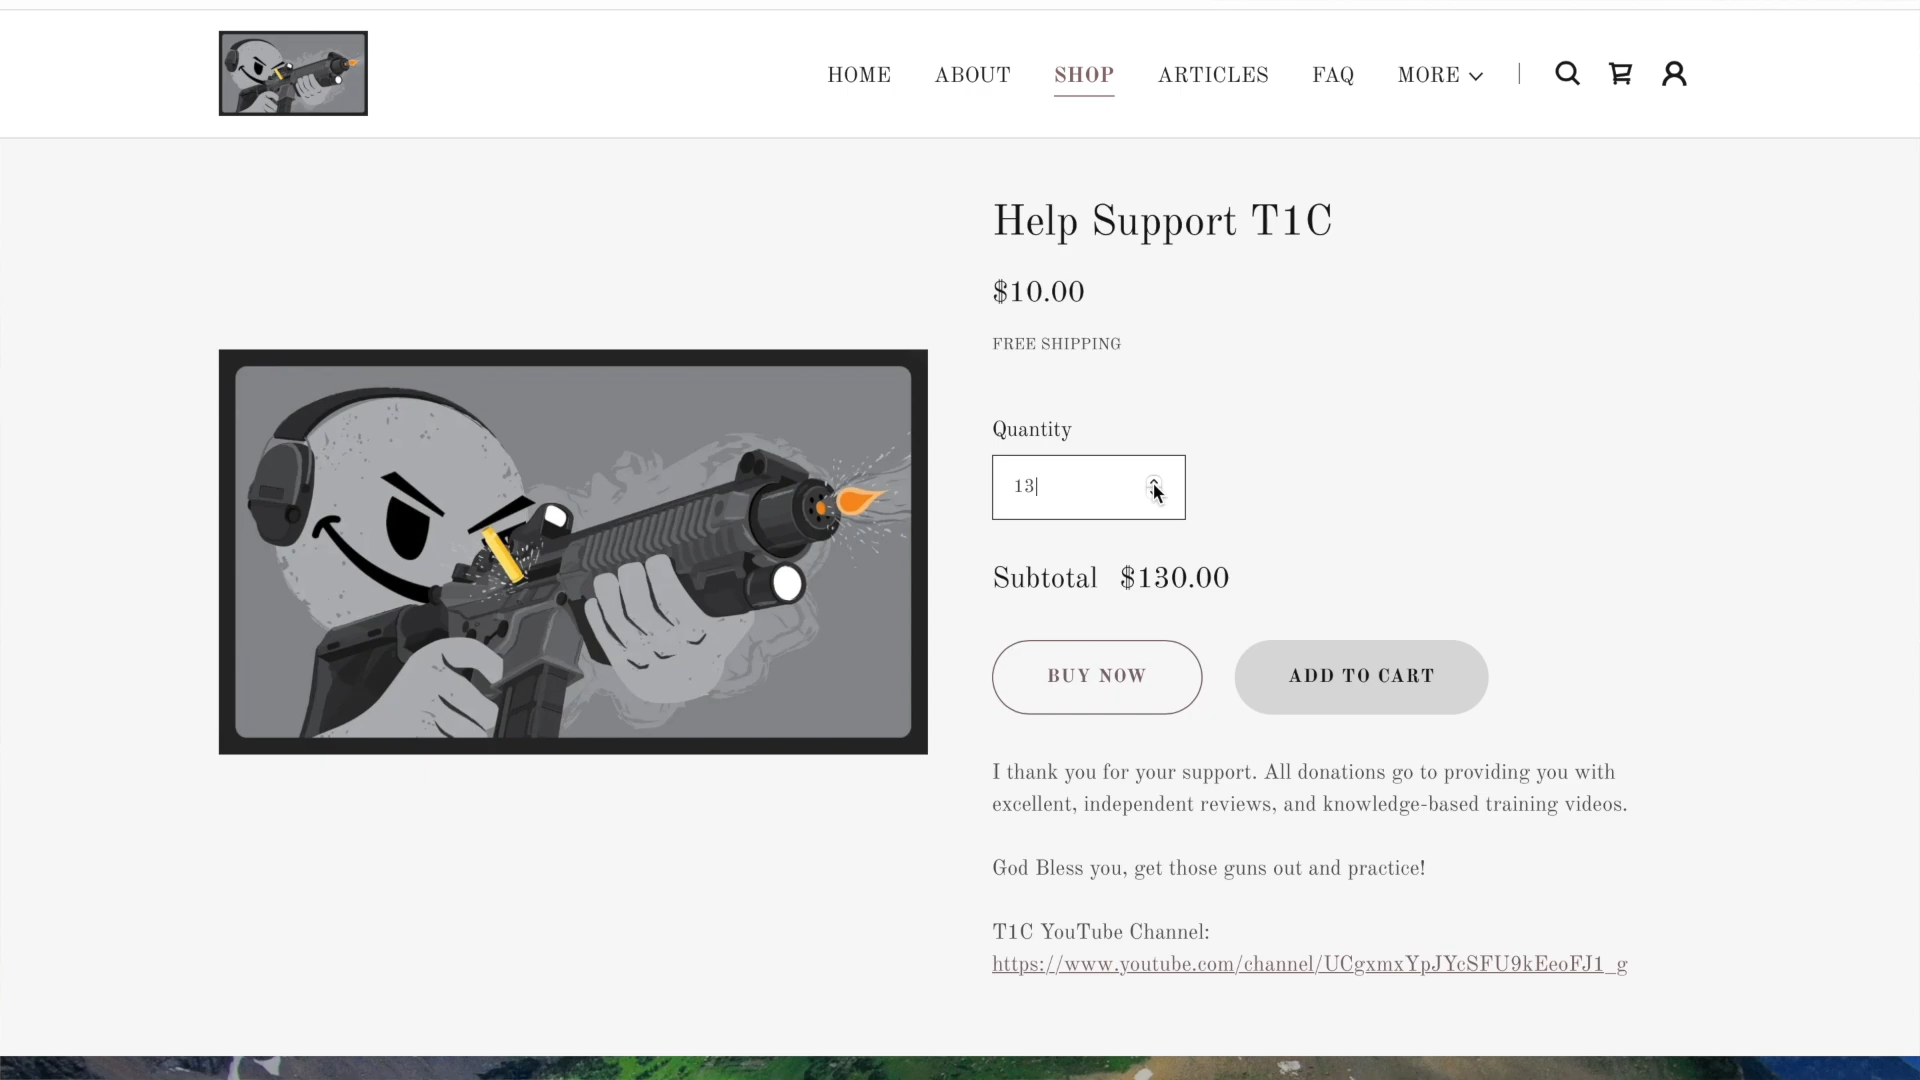 HOME ABOUT SHOP ARTICLES FAQ MORE
Help Support T1C
$10.00
FREE SHIPPING
Quantity
13
Subtotal $130.00
BUY NOW ADD TO CART
I thank you for your support. All donations go to providing you with
excellent, independent reviews, and knowledge-based training videos.
God Bless you, get those guns out and practice!
T1C YouTube Channel:
https://www.youtube.com/channel/UCgxmxYpJYcSFU9kEeoFJ1_g